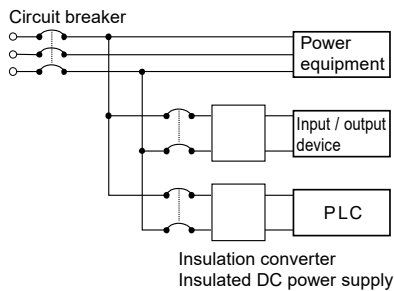 Circuit breaker
Power
equipment
Input / output
device
PLC
Insulation converter
Insulated DC power supply